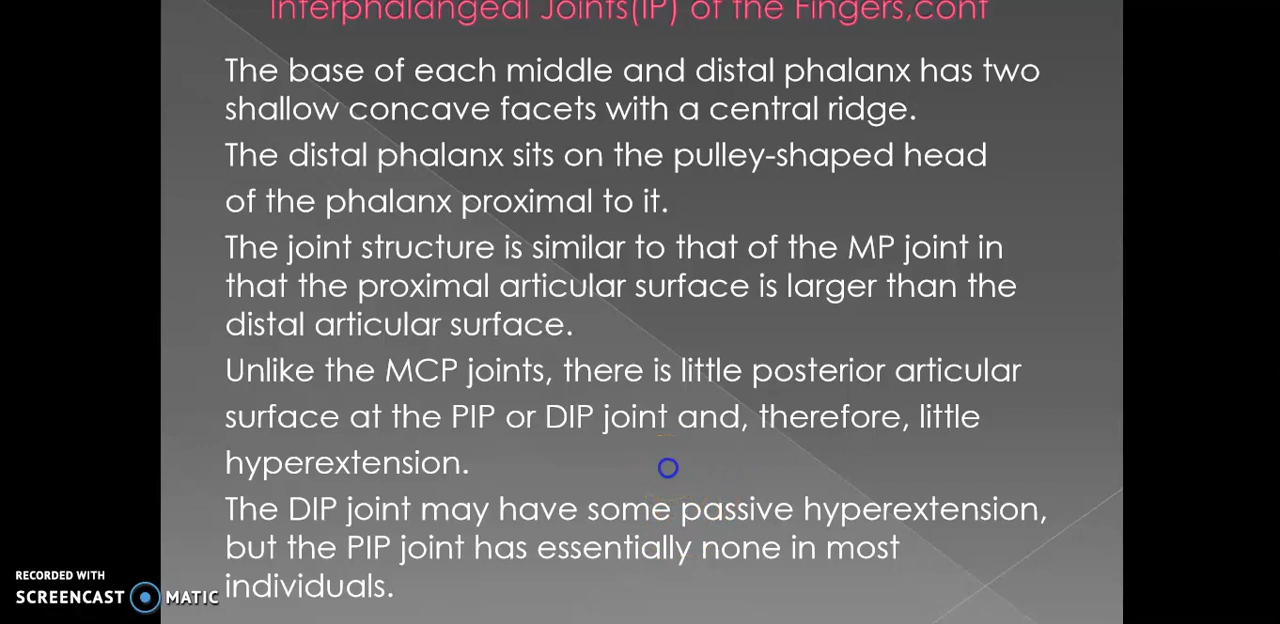 Interphalangeal Joints(IP) of the Fingers,cont
The base of each middle and distal phalanx has two
shallow concave facets with a central ridge.
The distal phalanx sits on the pulley-shaped head
of the phalanx proximal to it.
The joint structure is similar to that of the MP joint in
that the proximal articular surface is larger than the
distal articular surface.
Unlike the MCP joints, there is little posterior articular
surface at the PIP or DIP joint and, therefore, little
hyperextension.
The DIP joint may have some passive hyperextension,
but the PIP joint has essentially none in most
individuals.
RECORDED WITH
SCREENCAST MATIC